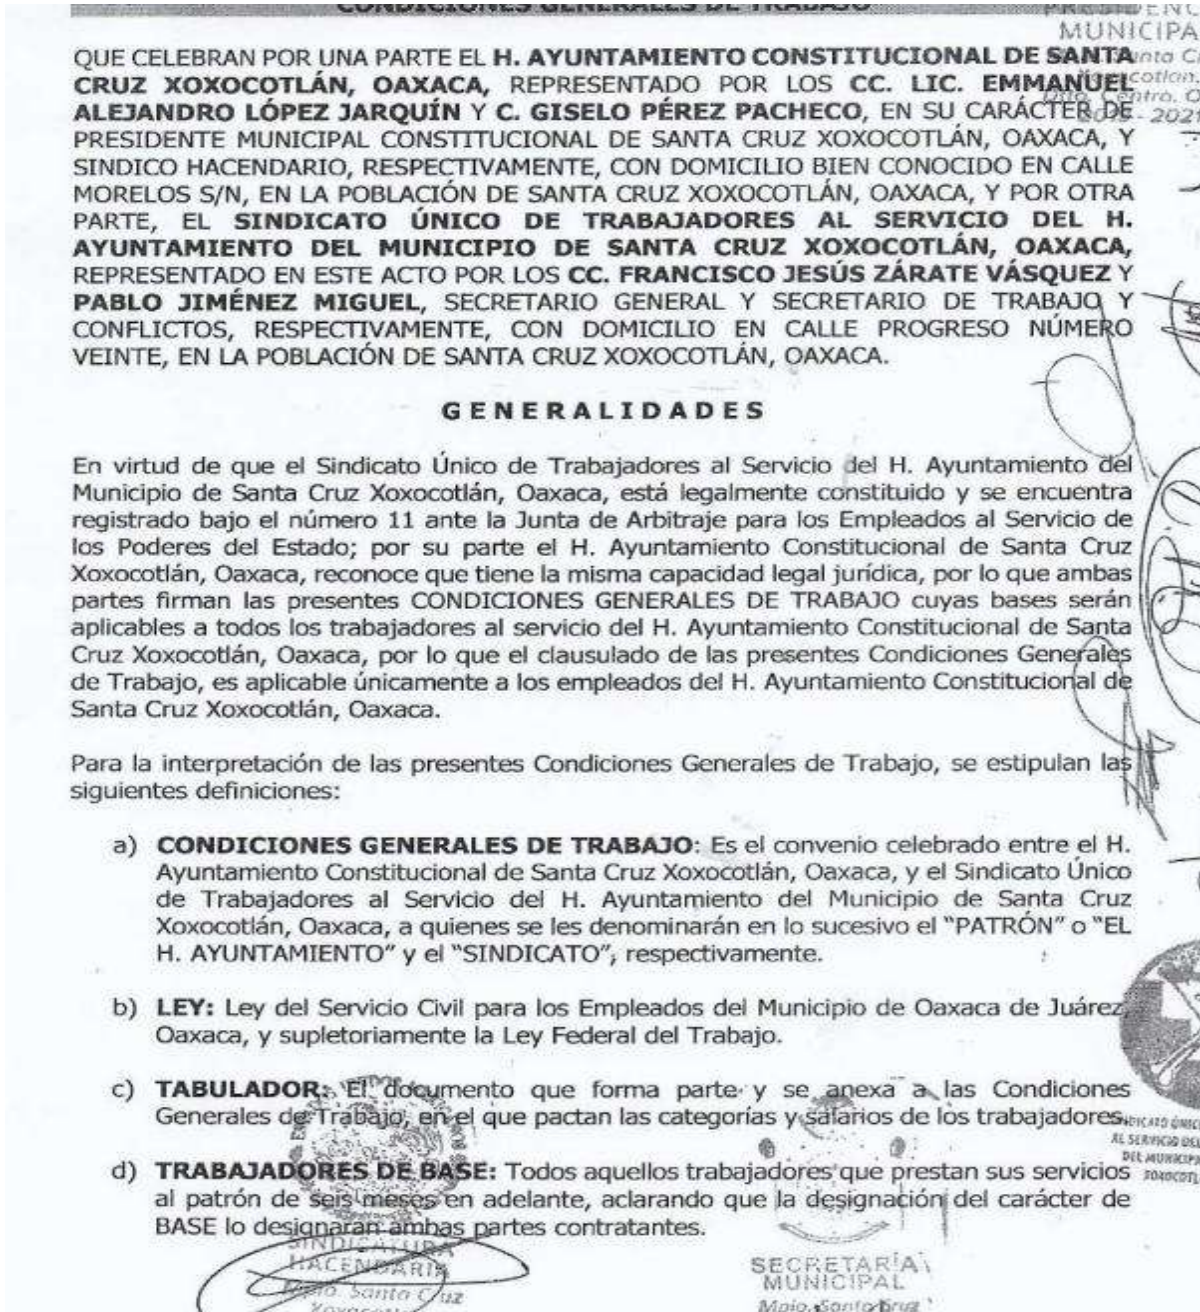 CONDICIONES GENERALES DE TRABAJO
MUNICIPA
QUE CELEBRAN POR UNA PARTE EL H. AYUNTAMIENTO CONSTITUCIONAL DE SANTA
CRUZ XOXOCOTLÁN, OAXACA, REPRESENTADO POR LOS CC. LIC. EMMANUEL
ALEJANDRO LÓPEZ JARQUÍN Y C. GISELO PÉREZ PACHECO, EN SU CARÁCTER DE
PRESIDENTE MUNICIPAL CONSTITUCIONAL DE SANTA CRUZ XOXOCOTLÁN, OAXACA, Y
SINDICO HACENDARIO, RESPECTIVAMENTE, CON DOMICILIO BIEN CONOCIDO EN CALLE
MORELOS S/N, EN LA POBLACIÓN DE SANTA CRUZ XOXOCOTLÁN, OAXACA, Y POR OTRA
PARTE, EL SINDICATO ÚNICO DE TRABAJADORES AL SERVICIO DEL H.
AYUNTAMIENTO DEL MUNICIPIO DE SANTA CRUZ XOXOCOTLÁN, OAXACA,
REPRESENTADO EN ESTE ACTO POR LOS CC. FRANCISCO JESÚS ZÁRATE VÁSQUEZ Y
PABLO JIMÉNEZ MIGUEL, SECRETARIO GENERAL Y SECRETARIO DE TRABAJO Y
CONFLICTOS, RESPECTIVAMENTE, CON DOMICILIO EN CALLE PROGRESO NÚMERO
VEINTE, EN LA POBLACIÓN DE SANTA CRUZ XOXOCOTLÁN, OAXACA.
GENERALIDADES
En virtud de que el Sindicato Único de Trabajadores al Servicio del H. Ayuntamiento del
Municipio de Santa Cruz Xoxocotlán, Oaxaca, está legalmente constituido y se encuentra
registrado bajo el número 11 ante la Junta de Arbitraje para los Empleados al Servicio de
los Poderes del Estado; por su parte el H. Ayuntamiento Constitucional de Santa Cruz
Xoxocotlán, Oaxaca, reconoce que tiene la misma capacidad legal jurídica, por lo que ambas
partes firman las presentes CONDICIONES GENERALES DE TRABAJO cuyas bases serán
aplicables a todos los trabajadores al servicio del H. Ayuntamiento Constitucional de Santa
Cruz Xoxocotlán, Oaxaca, por lo que el clausulado de las presentes Condiciones Generales
de Trabajo, es aplicable únicamente a los empleados del H. Ayuntamiento Constitucional de
Santa Cruz Xoxocotlán, Oaxaca.
Para la interpretación de las presentes Condiciones Generales de Trabajo, se estipulan las
siguientes definiciones:
a) CONDICIONES GENERALES DE TRABAJO: Es el convenio celebrado entre el H.
Ayuntamiento Constitucional de Santa Cruz Xoxocotlán, Oaxaca, y el Sindicato Único
de Trabajadores al Servicio del H. Ayuntamiento del Municipio de Santa Cruz
Xoxocotlán, Oaxaca, a quienes se les denominarán en lo sucesivo el "PATRÓN" o "EL
H. AYUNTAMIENTO" y el "SINDICATO", respectivamente.
b) LEY: Ley del Servicio Civil para los Empleados del Municipio de Oaxaca de Juárez,
Oaxaca, y supletoriamente la Ley Federal del Trabajo.
c) TABULADOR: El documento que forma parte y se anexa a las Condiciones
Generales de Trabajo, en el que pactan las categorías y salarios de los trabajadores.
AL SERVICIO DEL
DEL MUNICIPI
d) TRABAJADORES DE BASE: Todos aquellos trabajadores que prestan sus servicios
al patrón de seis meses en adelante, aclarando que la designación del carácter de
BASE lo designaran ambas partes contratantes.
SINDICATURA
HACENDARIA
Mpio. Santa Cruz
SECRETARÍA
MUNICIPAL
Mpio. Santa Cruz